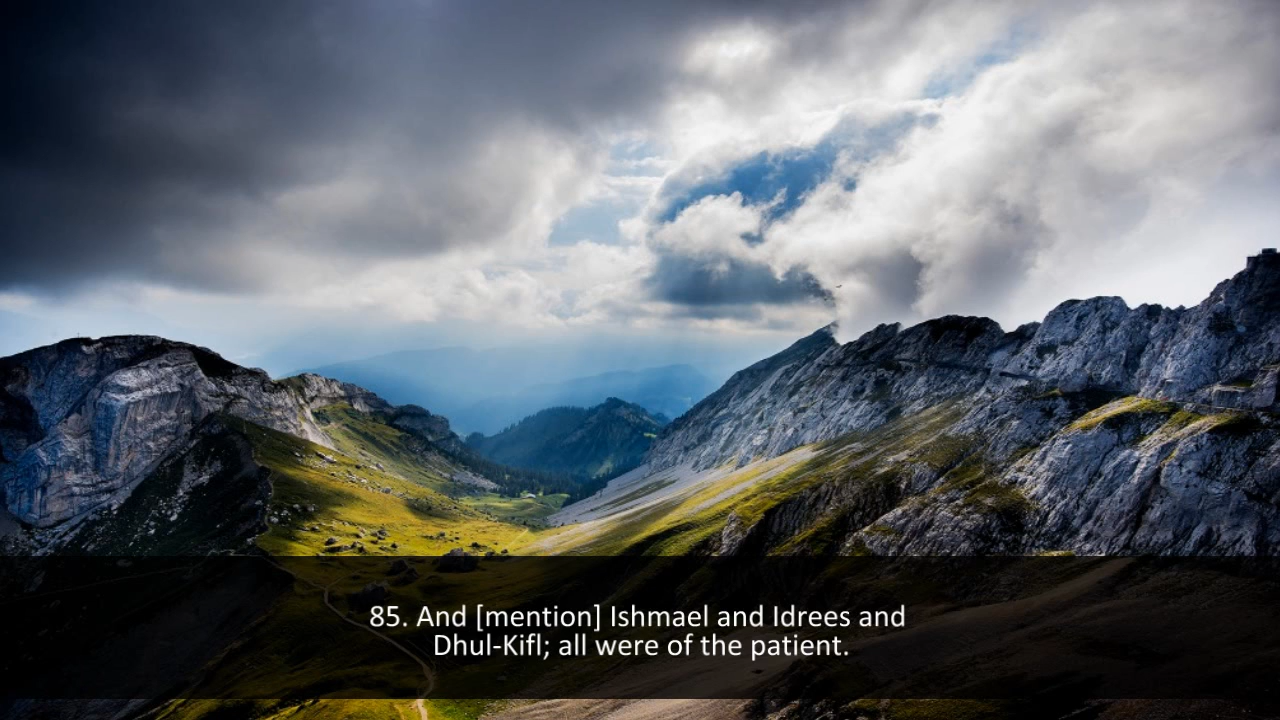 85. And [mention] Ishmael and Idrees and
Dhul-Kifl; all were of the patient.